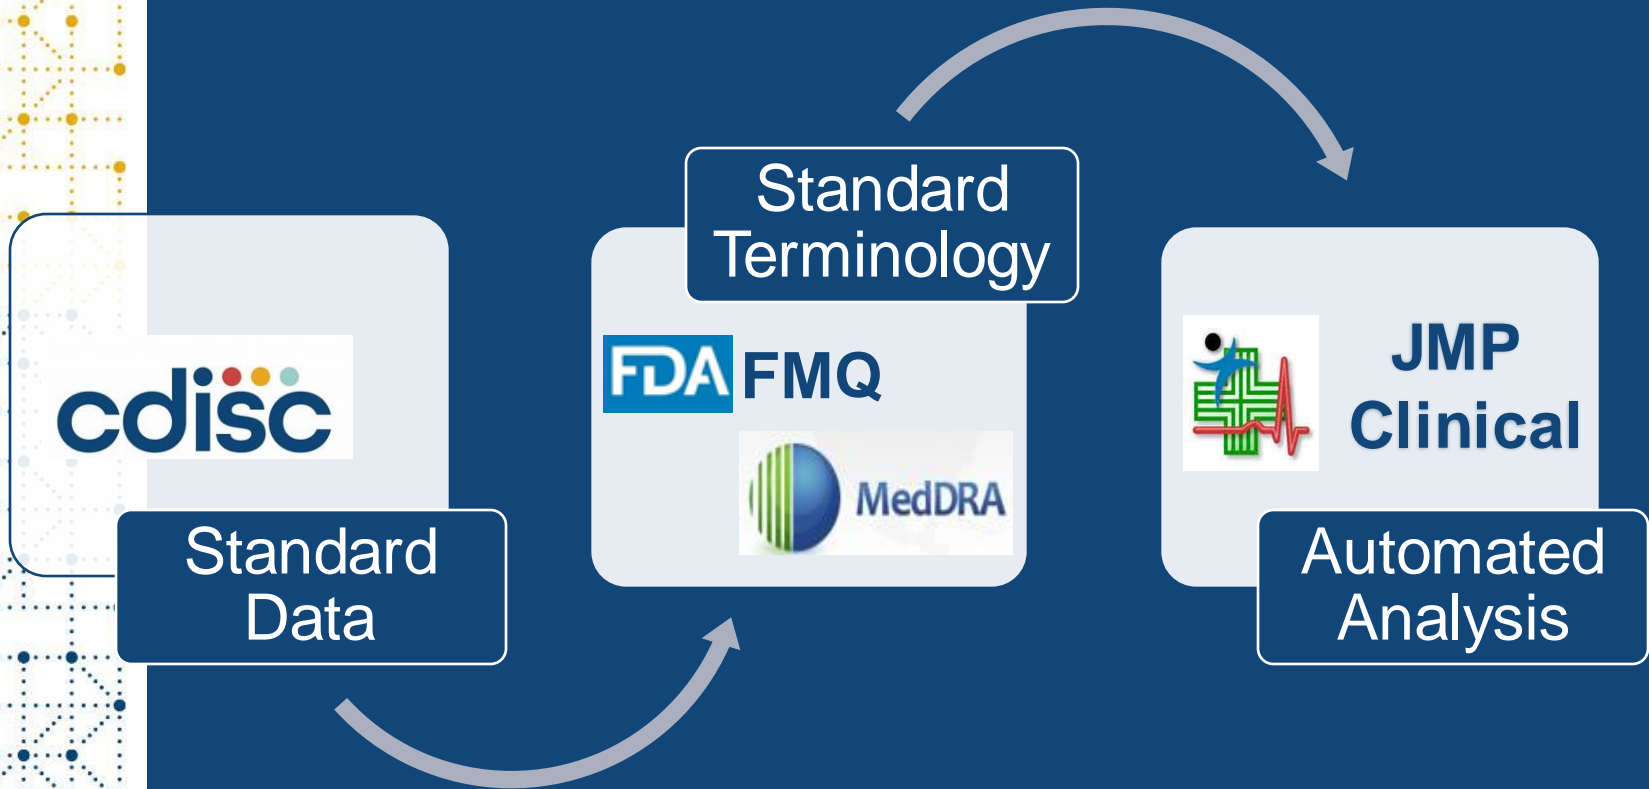 cdisc
Standard
Data
Standard
Terminology
FDA FMQ
MedDRA
JMP
Clinical
Automated
Analysis